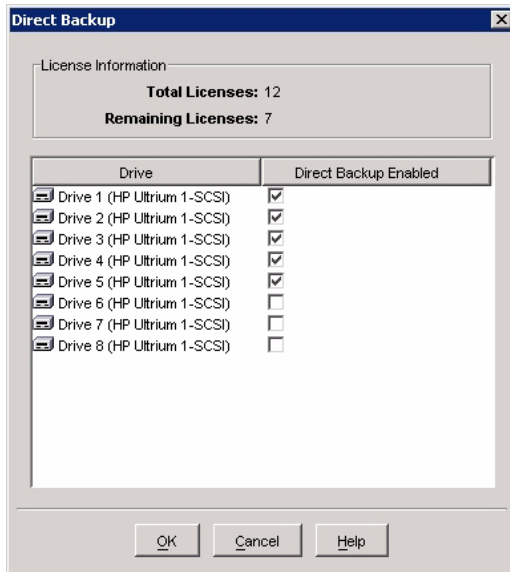 Direct Backup
License Information
Total Licenses: 12
Remaining Licenses: 7
Drive Direct Backup Enabled
Drive 1 (HP Ultrium 1-SCSI)
Drive 2 (HP Ultrium 1-SCSI)
Drive 3 (HP Ultrium 1-SCSI)
Drive 4 (HP Ultrium 1-SCSI)
Drive 5 (HP Ultrium 1-SCSI)
Drive 6 (HP Ultrium 1-SCSI)
Drive 7 (HP Ultrium 1-SCSI)
Drive 8 (HP Ultrium 1-SCSI)
OK Cancel Help